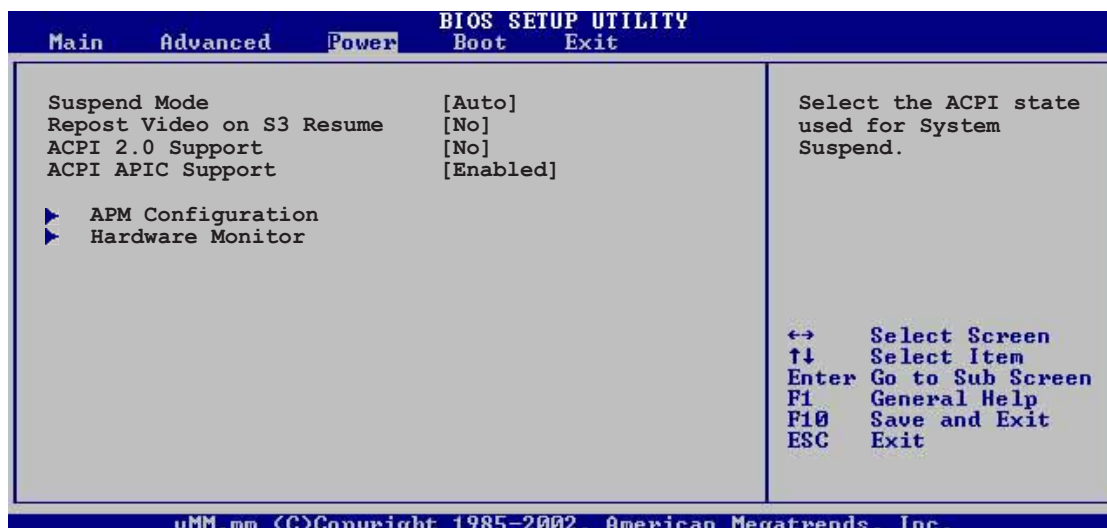 BIOS SETUP UTILITY
Main Advanced Power Boot Exit
Suspend Mode [Auto]
Repost Video on S3 Resume [No]
ACPI 2.0 Support [No]
ACPI APIC Support [Enabled]
APM Configuration
Hardware Monitor
Select the ACPI state
used for System
Suspend.
←→ Select Screen
↑↓ Select Item
Enter Go to Sub Screen
F1 General Help
F10 Save and Exit
ESC Exit
vMM.mm (C)Copyright 1985-2002, American Megatrends, Inc.